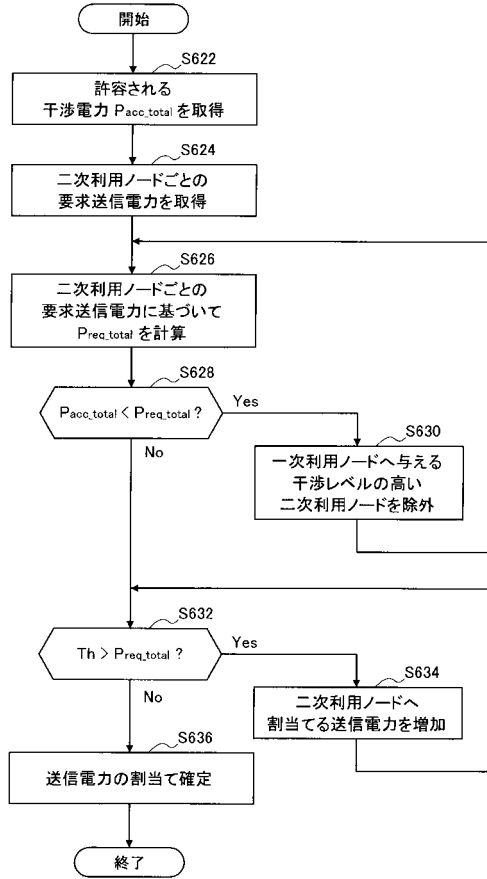 開始
S622
許容される
干渉電力 Pacc_total を取得
S624
二次利用ノードごとの
要求送信電力を取得
S626
二次利用ノードごとの
要求送信電力に基づいて
Preq_total を計算
S628
Pacc_total < Preq_total ?
Yes
No
S630
一次利用ノードへ与える
干渉レベルの高い
二次利用ノードを除外
S632
Th > Preq_total ?
Yes
No
S634
二次利用ノードへ
割当てる送信電力を増加
S636
送信電力の割当て確定
終了